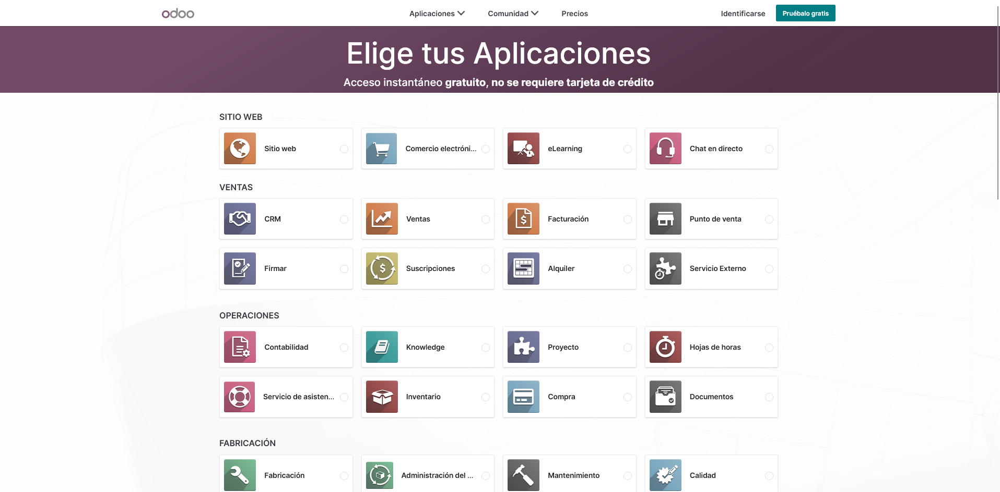 odoo
Aplicaciones
Comunidad
Precios
Identificarse
Pruébalo gratis
Elige tus Aplicaciones
Acceso instantáneo gratuito, no se requiere tarjeta de crédito
SITIO WEB
Sitio web
Comercio electróni...
eLearning
Chat en directo
VENTAS
CRM
Ventas
Facturación
Punto de venta
Firmar
Suscripciones
Alquiler
Servicio Externo
OPERACIONES
Contabilidad
Knowledge
Proyecto
Hojas de horas
Servicio de asisten...
Inventario
Compra
Documentos
FABRICACIÓN
Fabricación
Administración del ...
Mantenimiento
Calidad